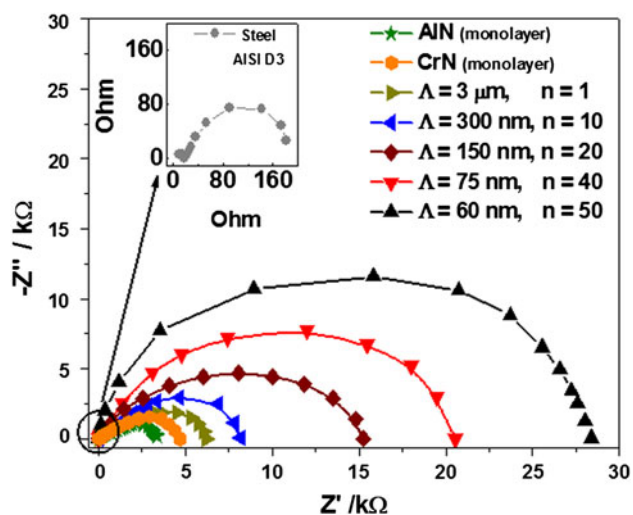 -30
-25
-20
-15
-10
-5
0
0 5 10 15 20 25 30
-Z'' / kΩ
Z' /kΩ
160
80
0
0 80 160
Ohm
Ohm
Steel
AISI D3
AlN (monolayer)
CrN (monolayer)
Λ = 3 μm, n = 1
Λ = 300 nm, n = 10
Λ = 150 nm, n = 20
Λ = 75 nm, n = 40
Λ = 60 nm, n = 50